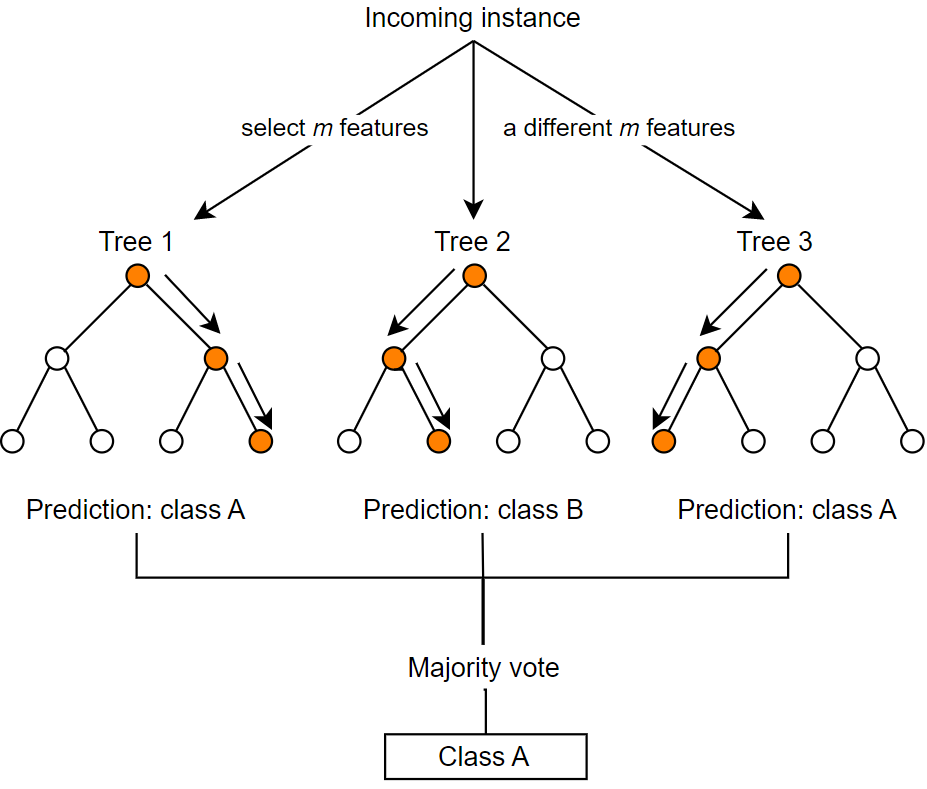 Incoming instance
select m features
a different m features
Tree 1
Tree 2
Tree 3
Prediction: class A
Prediction: class B
Prediction: class A
Majority vote
Class A